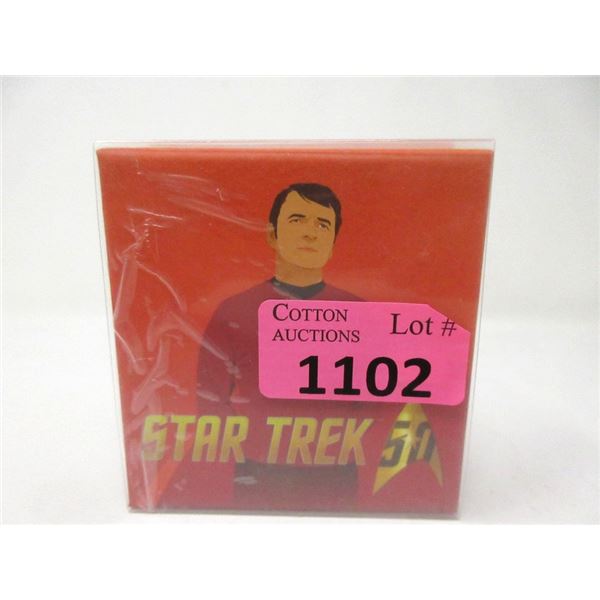 COTTON AUCTIONS
Lot #
1102
STAR TREK 50